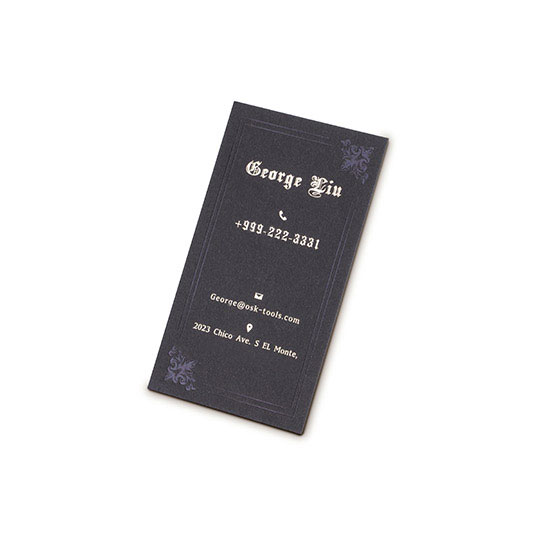 George Liu
+999-222-3331
George@osk-tools.com
2023 Chico Ave. S EL Monte,